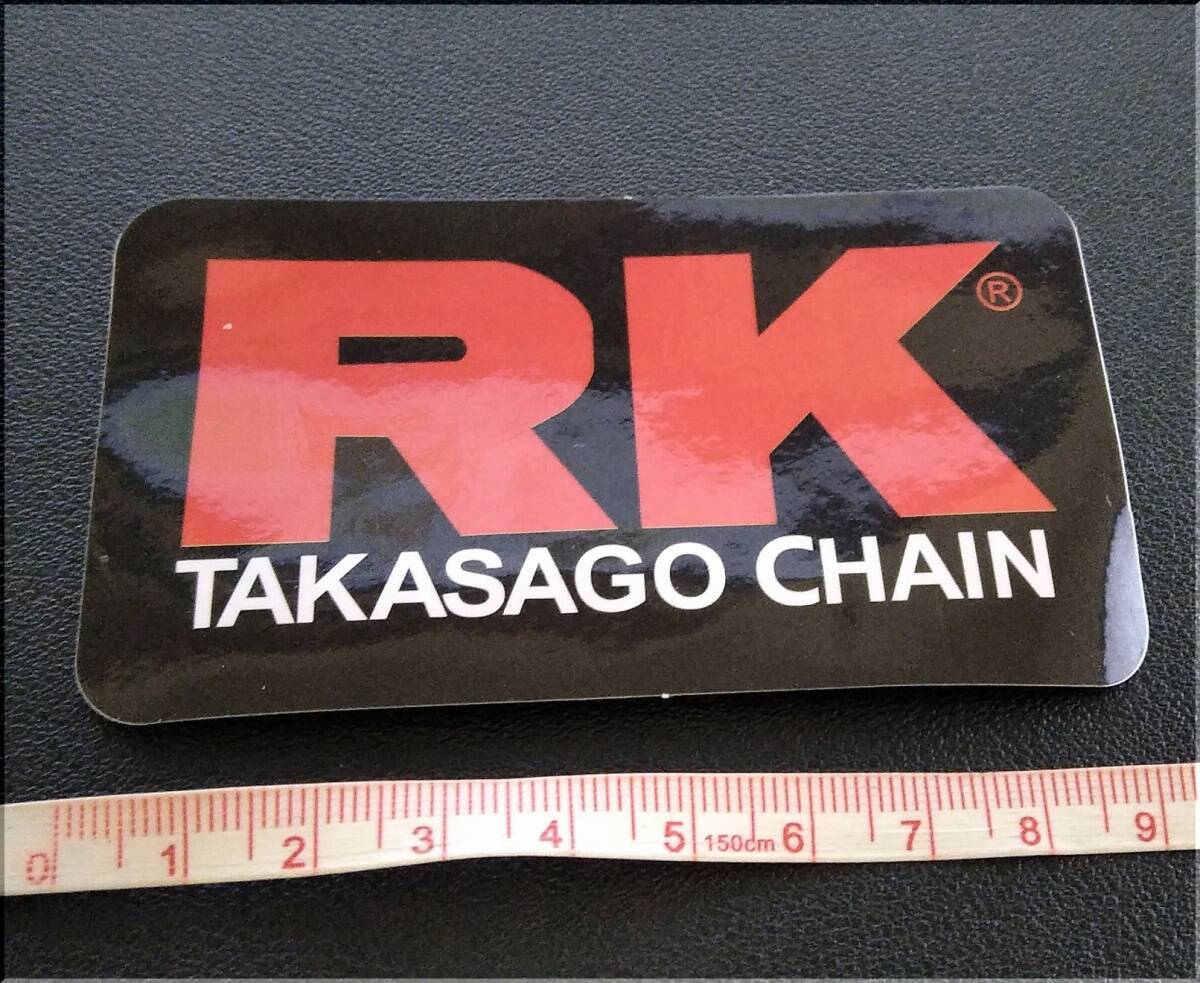 RK®
TAKASAGO CHAIN
0 1 2 3 4 5 150cm 6 7 8 9